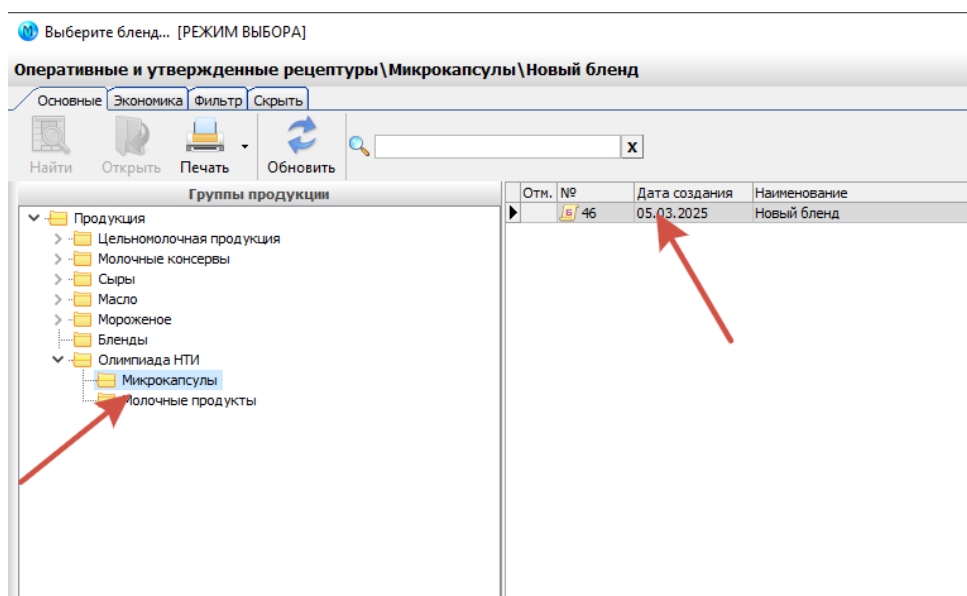 Выберите бленд... [РЕЖИМ ВЫБОРА]
Оперативные и утвержденные рецептуры\Микрокапсулы\Новый бленд
Основные Экономика Фильтр Скрыть
Найти Открыть Печать Обновить x
Группы продукции
Продукция
Цельномолочная продукция
Молочные консервы
Сыры
Масло
Мороженое
Бленды
Олимпиада НТИ
Микрокапсулы
Молочные продукты
Отм. № Дата создания Наименование
Б 46 05.03.2025 Новый бленд